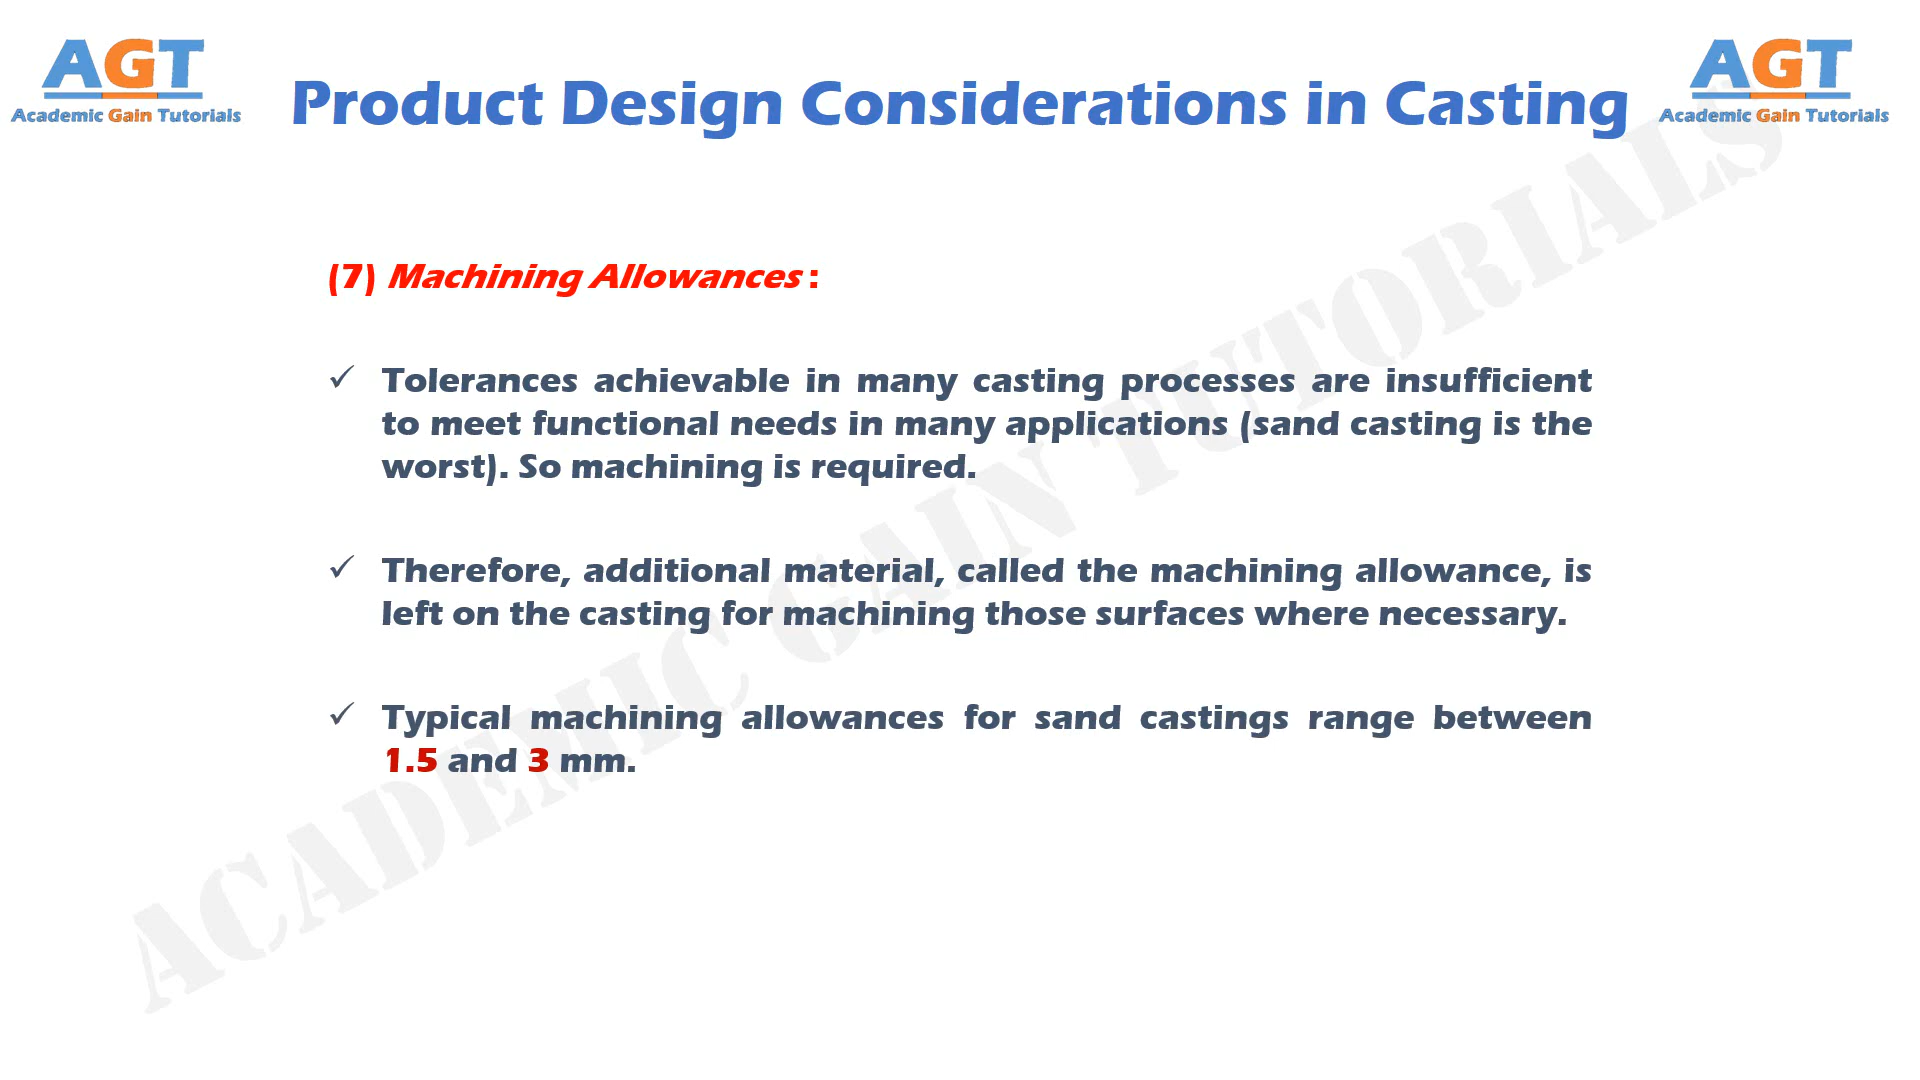 AGT
Academic Gain Tutorials
Product Design Considerations in Casting
AGT
Academic Gain Tutorials
(7) Machining Allowances :
✓ Tolerances achievable in many casting processes are insufficient
to meet functional needs in many applications (sand casting is the
worst). So machining is required.
✓ Therefore, additional material, called the machining allowance, is
left on the casting for machining those surfaces where necessary.
✓ Typical machining allowances for sand castings range between
1.5 and 3 mm.
ACADEMIC GAIN TUTORIALS